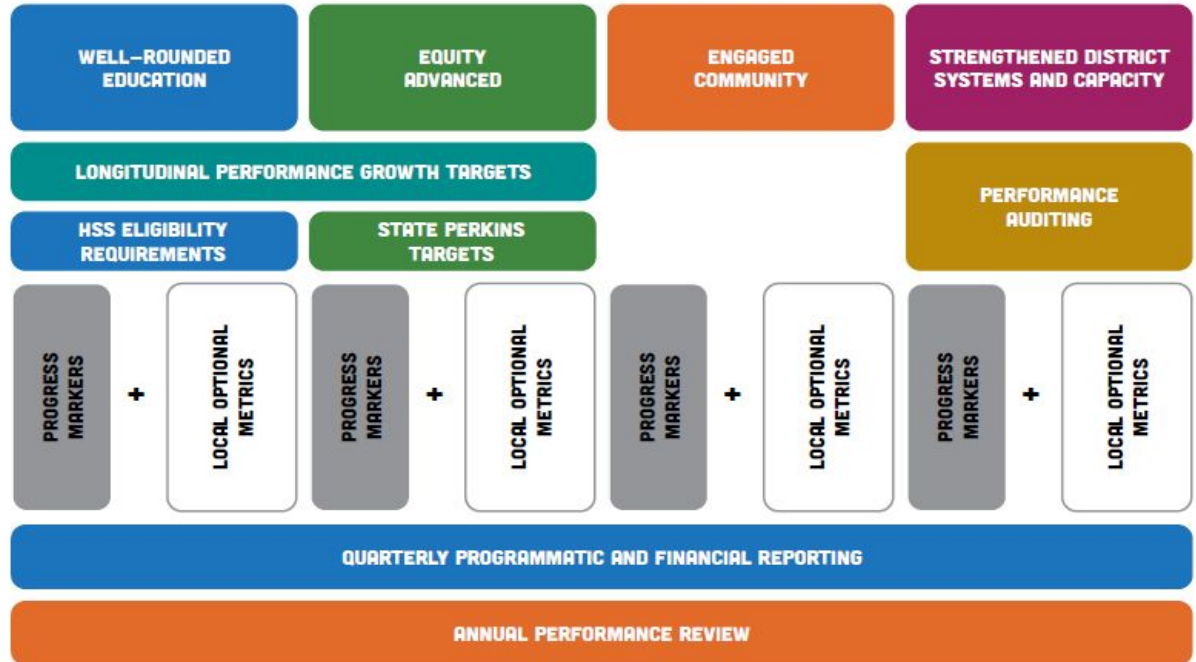 WELL-ROUNDED
EDUCATION
EQUITY
ADVANCED
ENGAGED
COMMUNITY
STRENGTHENED DISTRICT
SYSTEMS AND CAPACITY
LONGITUDINAL PERFORMANCE GROWTH TARGETS
PERFORMANCE
AUDITING
HSS ELIGIBILITY
REQUIREMENTS
STATE PERKINS
TARGETS
PROGRESS
MARKERS
+
LOCAL OPTIONAL
METRICS
PROGRESS
MARKERS
+
LOCAL OPTIONAL
METRICS
PROGRESS
MARKERS
+
LOCAL OPTIONAL
METRICS
PROGRESS
MARKERS
+
LOCAL OPTIONAL
METRICS
QUARTERLY PROGRAMMATIC AND FINANCIAL REPORTING
ANNUAL PERFORMANCE REVIEW